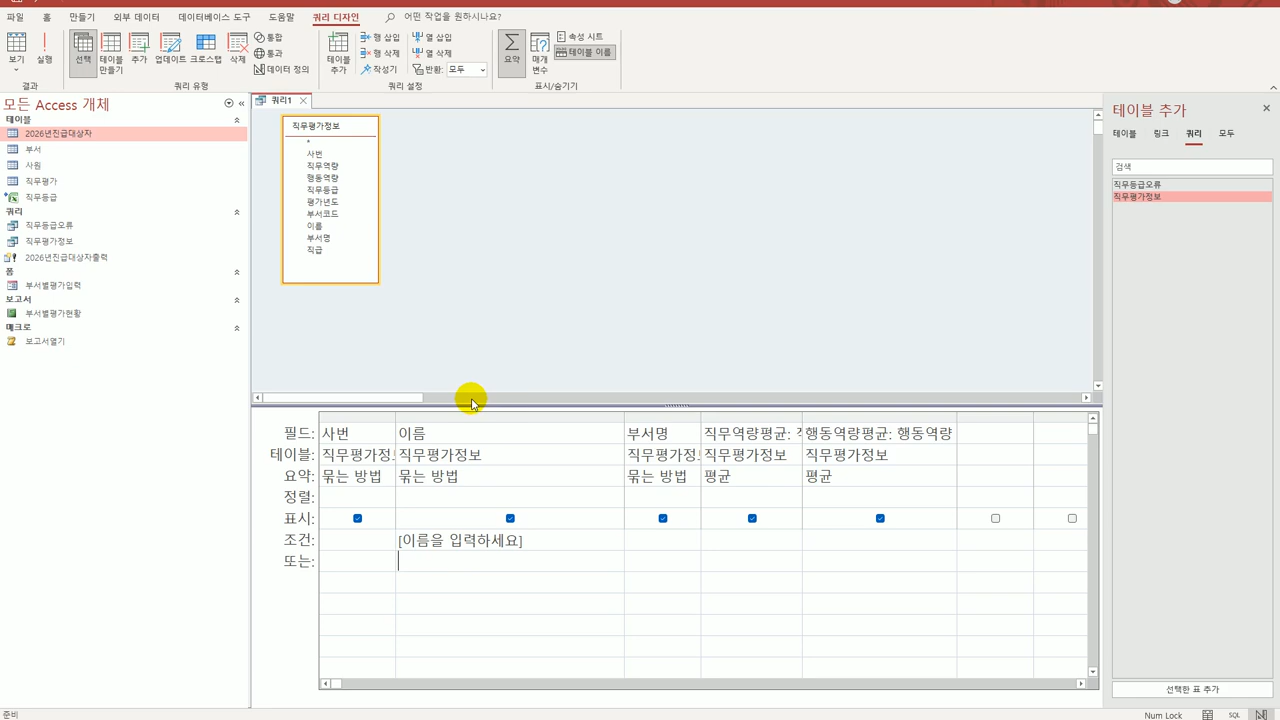 파일 홈 만들기 외부 데이터 데이터베이스 도구 도움말 쿼리 디자인 어떤 작업을 원하시나요?
보기 실행 선택 테이블 만들기 추가 업데이트 크로스탭 삭제
통합
통과
데이터 정의
테이블 추가
행 삽입
행 삭제
작성기
열 삽입
열 삭제
반환: 모두
요약
매개 변수
속성 시트
테이블 이름
결과 쿼리 유형 쿼리 설정 표시/숨기기
모든 Access 개체
테이블
2026년진급대상자
부서
사원
직무평가
직무등급
쿼리
직무등급오류
직무평가정보
2026년진급대상자출력
폼
부서별평가입력
보고서
부서별평가현황
매크로
보고서열기
쿼리1
직무평가정보
*
사번
직무역량
행동역량
직무등급
평가년도
부서코드
이름
부서명
직급
필드: 사번 이름 부서명 직무역량평균: 행동역량평균: 행동역량
테이블: 직무평가정 직무평가정보 직무평가정 직무평가정보 직무평가정보
요약: 묶는 방법 묶는 방법 묶는 방법 평균 평균
정렬:
표시:
조건: [이름을 입력하세요]
또는:
테이블 추가
테이블 링크 쿼리 모두
검색
직무등급오류
직무평가정보
선택한 표 추가
준비
Num Lock
SQL